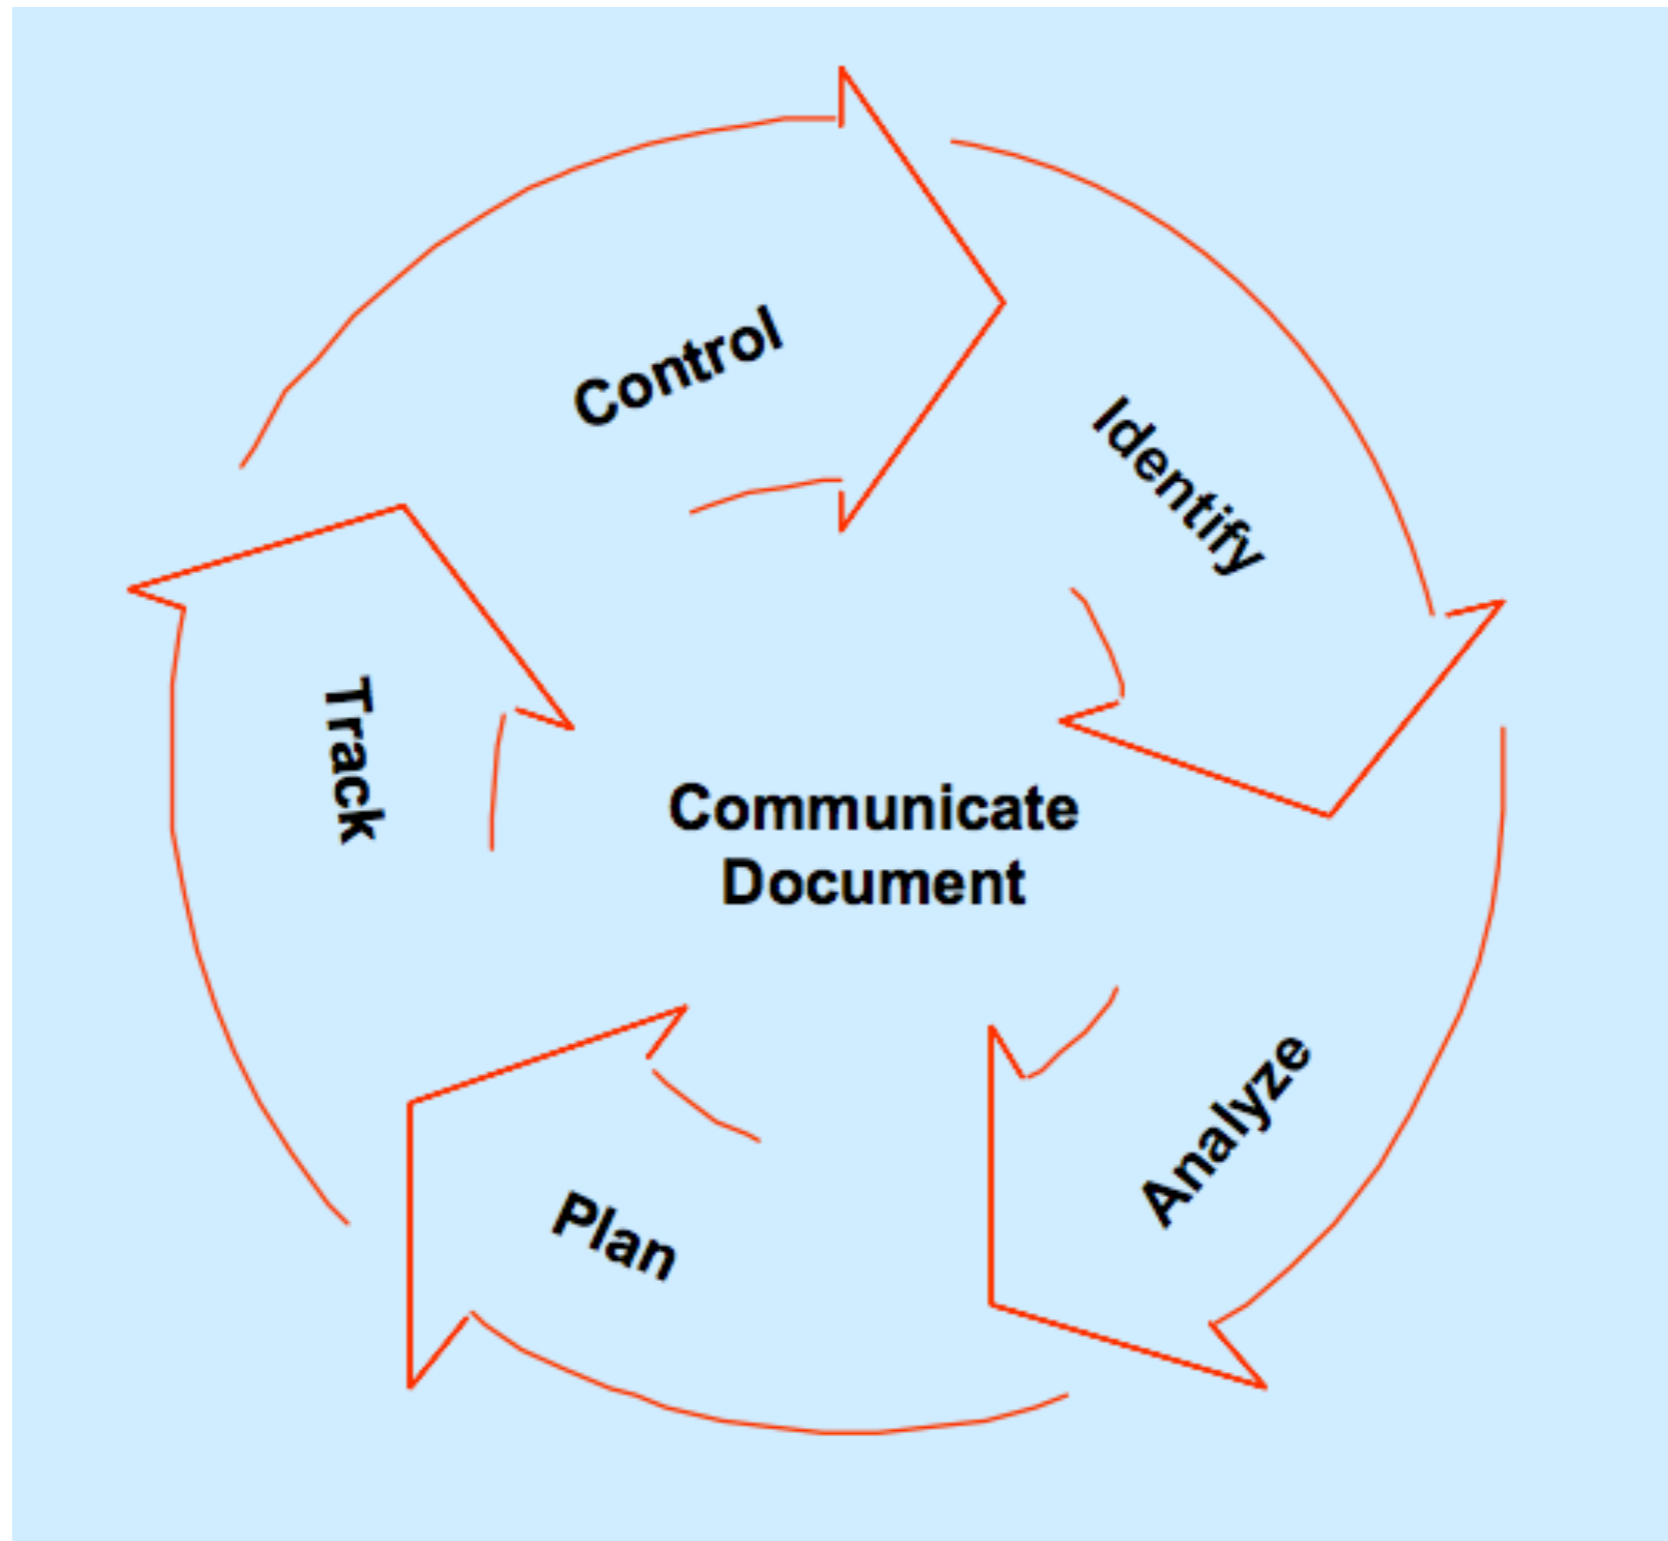 Control
Identify
Track
Communicate
Document
Analyze
Plan